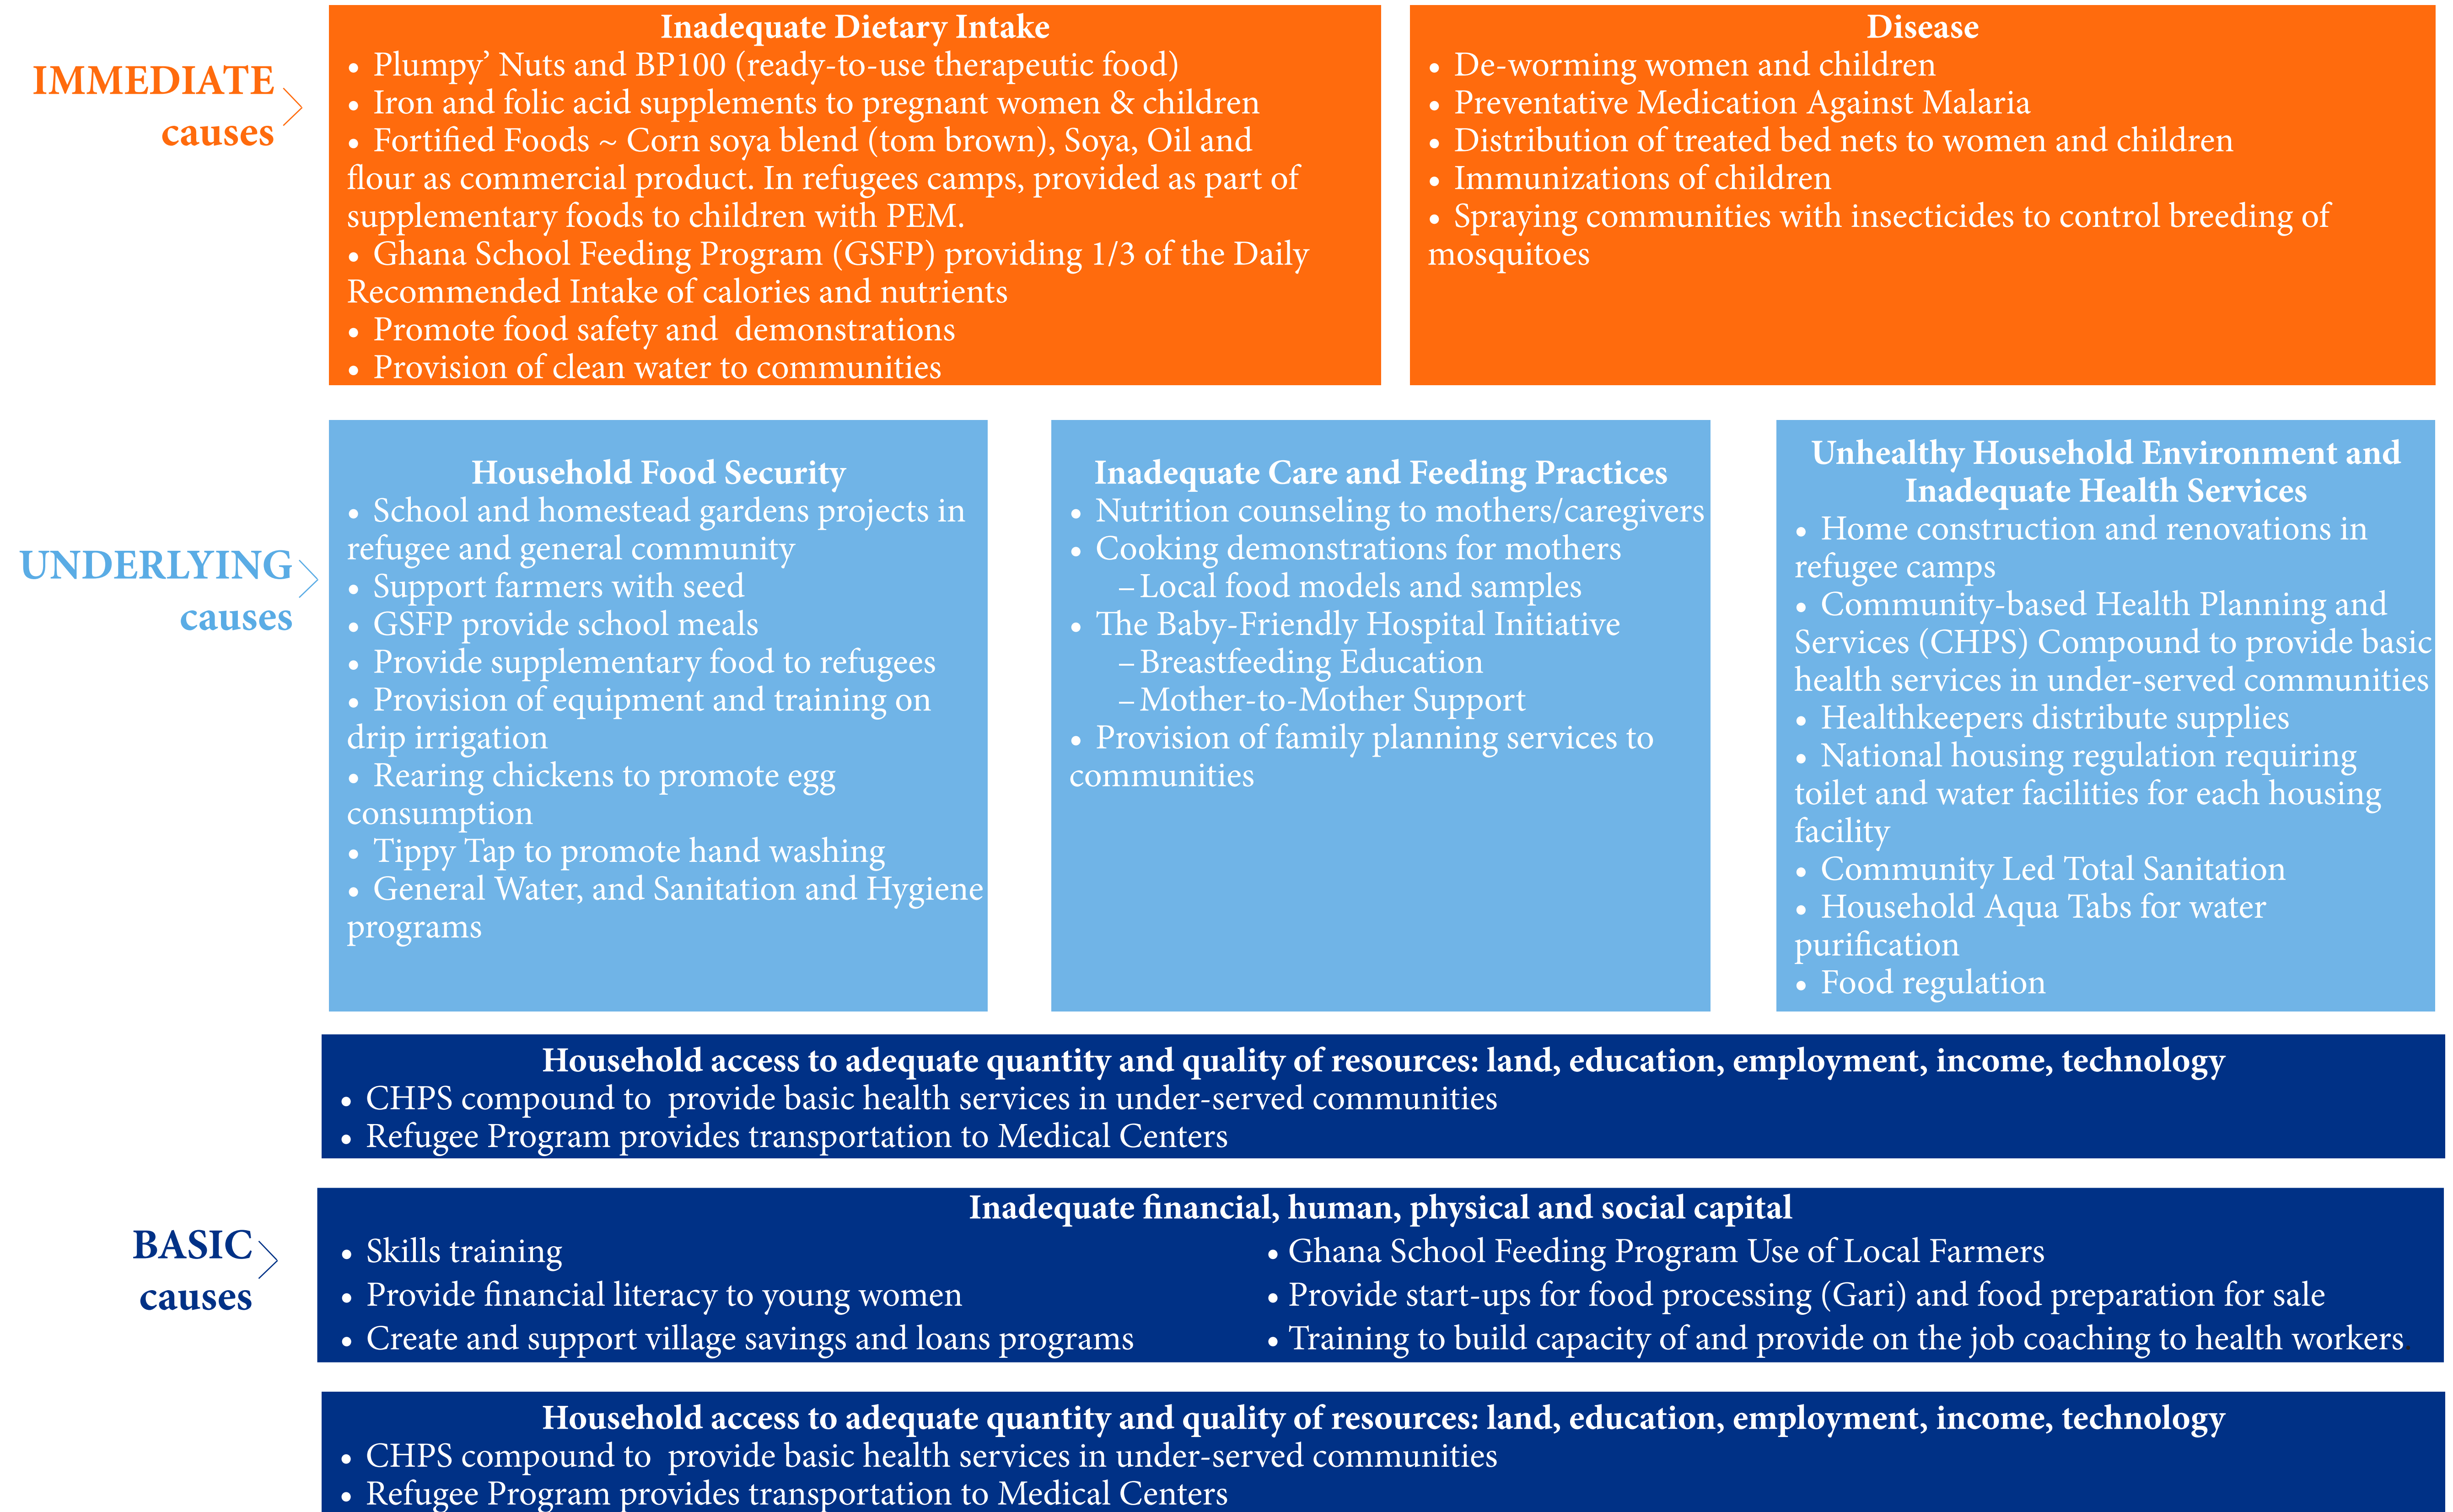 IMMEDIATE
causes
Inadequate Dietary Intake
• Plumpy’ Nuts and BP100 (ready-to-use therapeutic food)
• Iron and folic acid supplements to pregnant women & children
• Fortified Foods ~ Corn soya blend (tom brown), Soya, Oil and
flour as commercial product. In refugees camps, provided as part of
supplementary foods to children with PEM.
• Ghana School Feeding Program (GSFP) providing 1/3 of the Daily
Recommended Intake of calories and nutrients
• Promote food safety and demonstrations
• Provision of clean water to communities
Disease
• De-worming women and children
• Preventative Medication Against Malaria
• Distribution of treated bed nets to women and children
• Immunizations of children
• Spraying communities with insecticides to control breeding of
mosquitoes
UNDERLYING
causes
Household Food Security
• School and homestead gardens projects in
refugee and general community
• Support farmers with seed
• GSFP provide school meals
• Provide supplementary food to refugees
• Provision of equipment and training on
drip irrigation
• Rearing chickens to promote egg
consumption
• Tippy Tap to promote hand washing
• General Water, and Sanitation and Hygiene
programs
Inadequate Care and Feeding Practices
• Nutrition counseling to mothers/caregivers
• Cooking demonstrations for mothers
– Local food models and samples
• The Baby-Friendly Hospital Initiative
– Breastfeeding Education
– Mother-to-Mother Support
• Provision of family planning services to
communities
Unhealthy Household Environment and
Inadequate Health Services
• Home construction and renovations in
refugee camps
• Community-based Health Planning and
Services (CHPS) Compound to provide basic
health services in under-served communities
• Healthkeepers distribute supplies
• National housing regulation requiring
toilet and water facilities for each housing
facility
• Community Led Total Sanitation
• Household Aqua Tabs for water
purification
• Food regulation
Household access to adequate quantity and quality of resources: land, education, employment, income, technology
• CHPS compound to provide basic health services in under-served communities
• Refugee Program provides transportation to Medical Centers
BASIC
causes
Inadequate financial, human, physical and social capital
• Skills training
• Provide financial literacy to young women
• Create and support village savings and loans programs
• Ghana School Feeding Program Use of Local Farmers
• Provide start-ups for food processing (Gari) and food preparation for sale
• Training to build capacity of and provide on the job coaching to health workers.
Household access to adequate quantity and quality of resources: land, education, employment, income, technology
• CHPS compound to provide basic health services in under-served communities
• Refugee Program provides transportation to Medical Centers